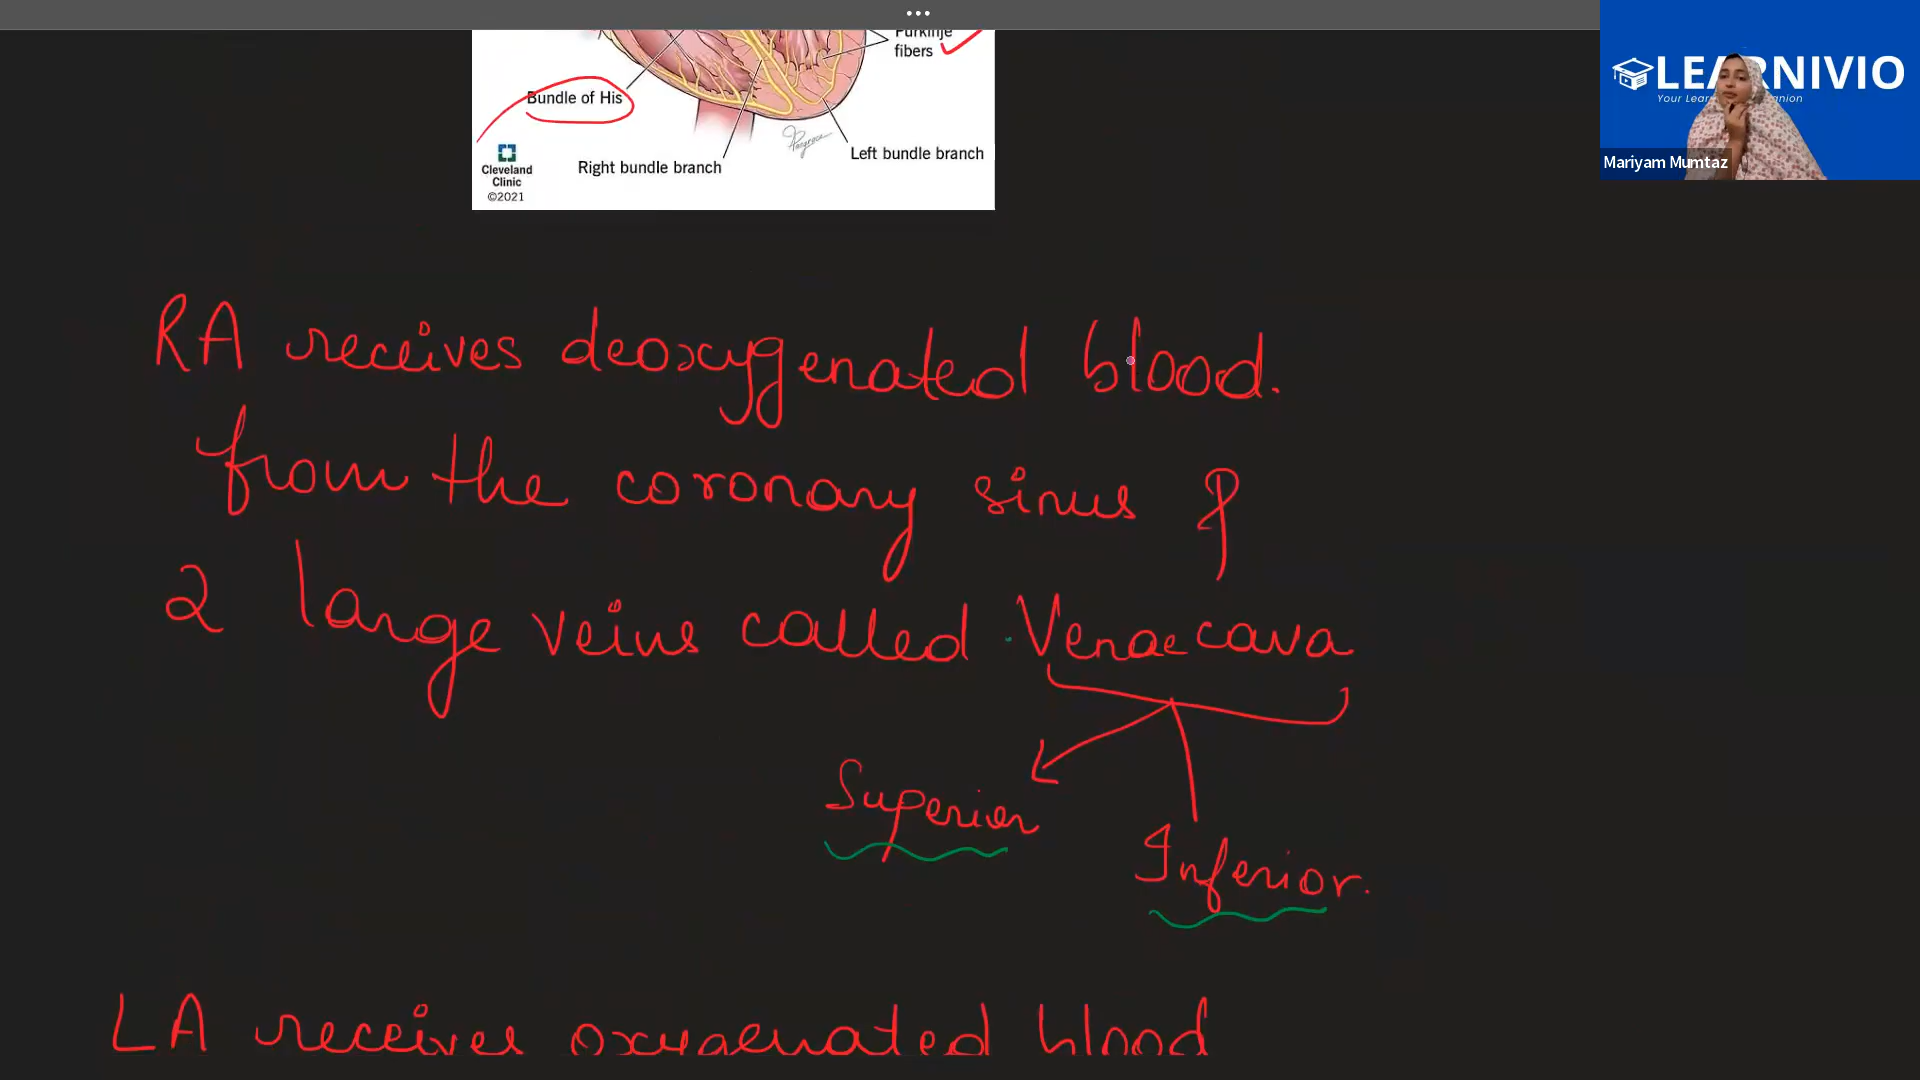 •••
Purkinje
fibers
Bundle of His
Right bundle branch
Left bundle branch
Cleveland
Clinic
©2021
LEARNIVIO
Mariyam Mumtaz
RA receives deoxygenated blood.
from the coronary sinus &
2 large veins called Venaecava
Superior
Inferior.
LA receives oxygenated blood